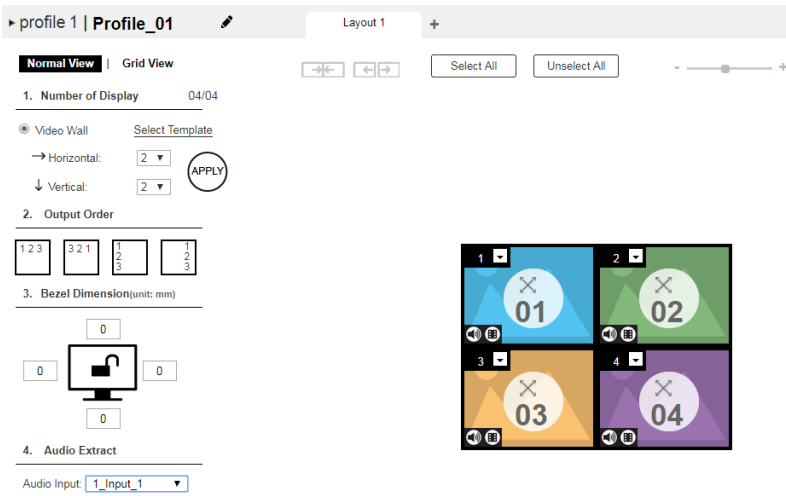 profile 1 | Profile_01
Layout 1 +
Normal View | Grid View
Select All
Unselect All
- +
1. Number of Display 04/04
Video Wall Select Template
Horizontal: 2
APPLY
Vertical: 2
2. Output Order
1 2 3
3 2 1
1
2
3
1
2
3
3. Bezel Dimension(unit: mm)
0
0
0
0
4. Audio Extract
Audio Input: 1_Input_1
1
01
2
02
3
03
4
04